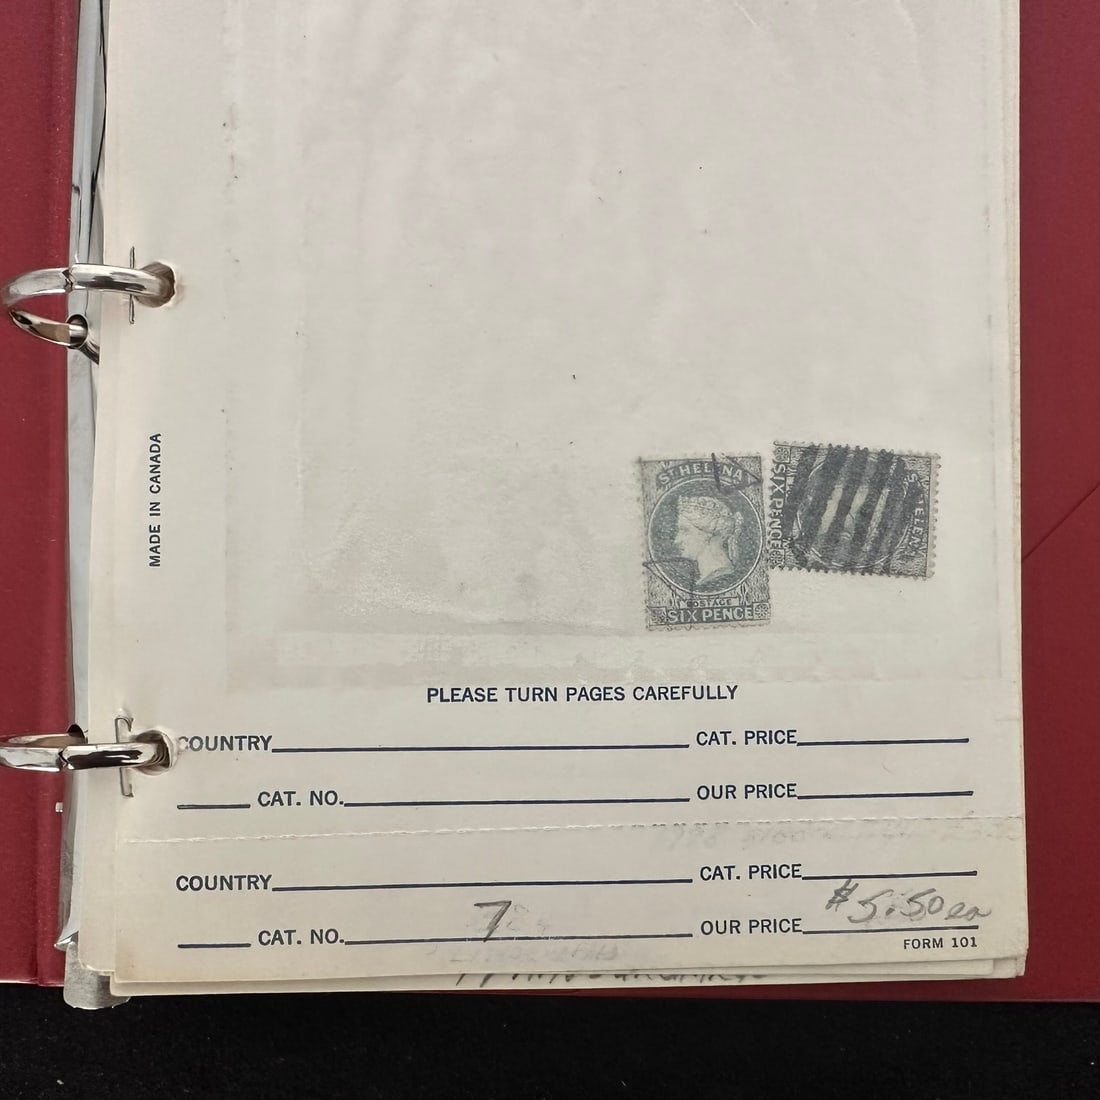 MADE IN CANADA
ST HELENA
POSTAGE
SIX PENCE
SIX PENCE
ST HELENA
PLEASE TURN PAGES CAREFULLY
COUNTRY CAT. PRICE
CAT. NO. OUR PRICE
COUNTRY CAT. PRICE
CAT. NO. 7 OUR PRICE $5.50 ea
FORM 101